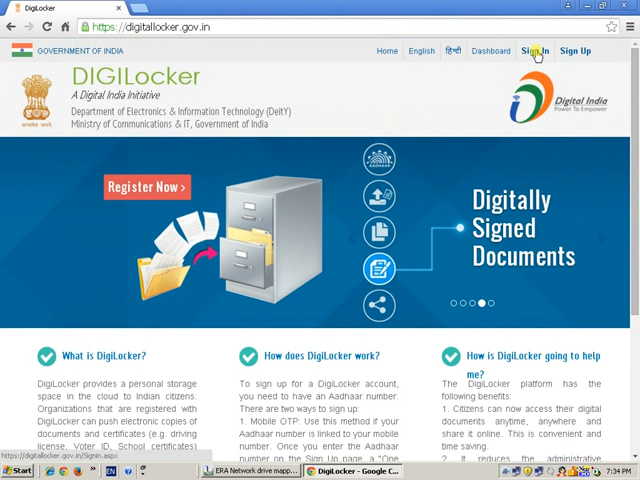 DigiLocker
https://digitallocker.gov.in
GOVERNMENT OF INDIA
Home English हिन्दी Dashboard Sign In Sign Up
DIGILocker
A Digital India Initiative
Department of Electronics & Information Technology (DeitY)
Ministry of Communications & IT, Government of India
Digital India
Power To Empower
Register Now >
AADHAAR
Digitally
Signed
Documents
What is DigiLocker?
DigiLocker provides a personal storage
space in the cloud to Indian citizens.
Organizations that are registered with
DigiLocker can push electronic copies of
documents and certificates (e.g. driving
license, Voter ID, School certificates)
How does DigiLocker work?
To sign up for a DigiLocker account,
you need to have an Aadhaar number.
There are two ways to sign up:
1. Mobile OTP: Use this method if your
Aadhaar number is linked to your mobile
number. Once you enter the Aadhaar
number on the Sign Up page, a "One
How is DigiLocker going to help
me?
The DigiLocker platform has the
following benefits:
1. Citizens can now access their digital
documents anytime, anywhere and
share it online. This is convenient and
time saving.
2. It reduces the administrative
https://digitallocker.gov.in/Signin.aspx
Start
EN
ERA Network drive mapp...
DigiLocker - Google C...
7:34 PM